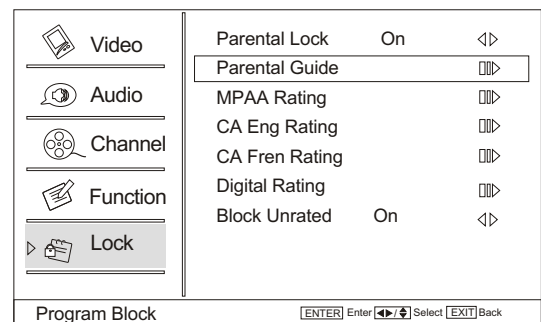 Video
Audio
Channel
Function
Lock
Parental Lock On
Parental Guide
MPAA Rating
CA Eng Rating
CA Fren Rating
Digital Rating
Block Unrated On
Program Block
ENTER Enter ◀▶/▲▼ Select EXIT Back